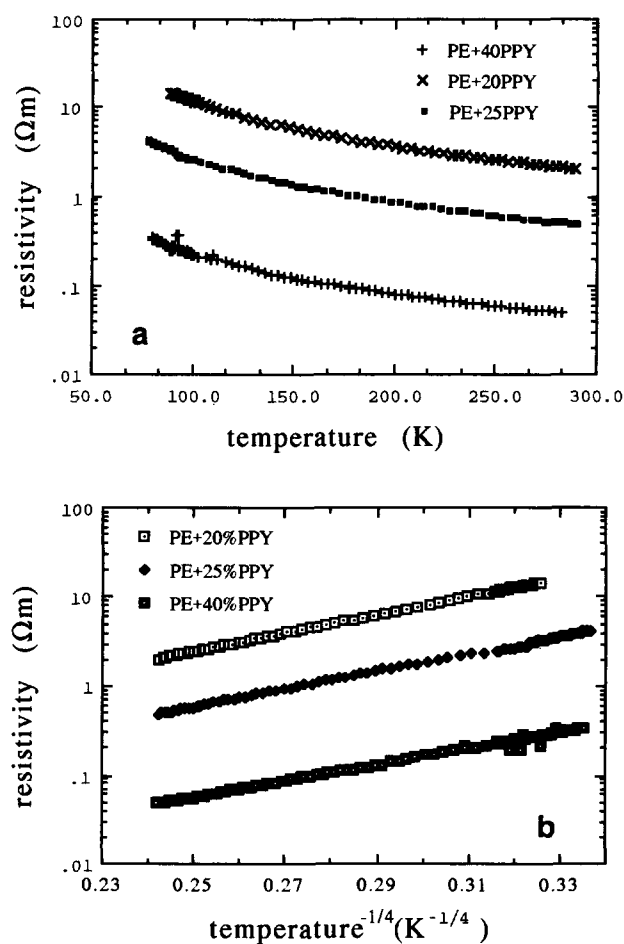 100
10
1
.1
.01
resistivity (Ωm)
+ PE+40PPY
× PE+20PPY
▪ PE+25PPY
a
50.0 100.0 150.0 200.0 250.0 300.0
temperature (K)
100
10
1
.1
.01
resistivity (Ωm)
PE+20%PPY
PE+25%PPY
PE+40%PPY
b
0.23 0.25 0.27 0.29 0.31 0.33
temperature^-1/4 (K^-1/4)